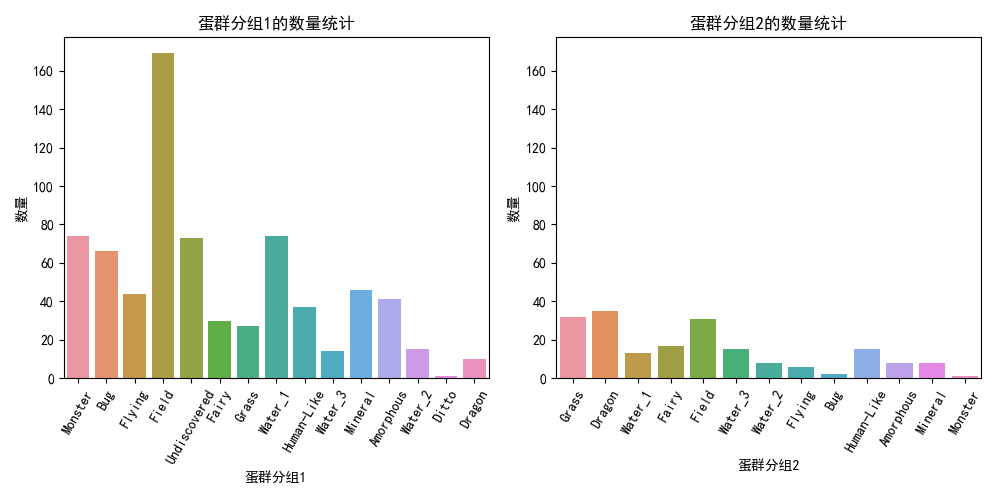 蛋群分组1的数量统计
数量
160
140
120
100
80
60
40
20
0
Monster
Bug
Flying
Field
Undiscovered
Fairy
Grass
Water_1
Human-Like
Water_3
Mineral
Amorphous
Water_2
Ditto
Dragon
蛋群分组1
蛋群分组2的数量统计
数量
160
140
120
100
80
60
40
20
0
Grass
Dragon
Water_1
Fairy
Field
Water_3
Water_2
Flying
Bug
Human-Like
Amorphous
Mineral
Monster
蛋群分组2